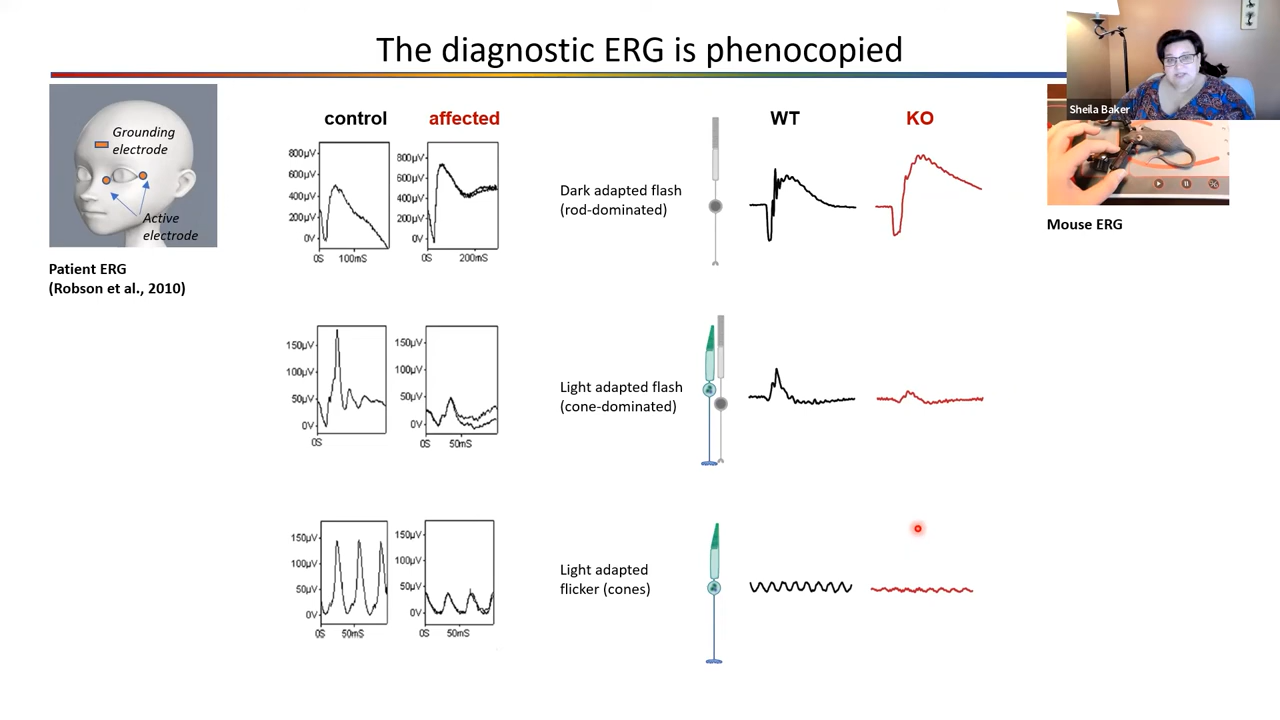 The diagnostic ERG is phenocopied
Sheila Baker
Grounding
electrode
Active
electrode
Patient ERG
(Robson et al., 2010)
control
affected
800µV
600µV
400µV
200µV
0V
0S
100mS
800µV
600µV
400µV
200µV
0V
0S
200mS
Dark adapted flash
(rod-dominated)
WT
KO
Mouse ERG
150µV
100µV
50µV
0V
0S
150µV
100µV
50µV
0V
0S
50mS
Light adapted flash
(cone-dominated)
150µV
100µV
50µV
0V
0S
50mS
150µV
100µV
50µV
0V
0S
50mS
Light adapted
flicker (cones)